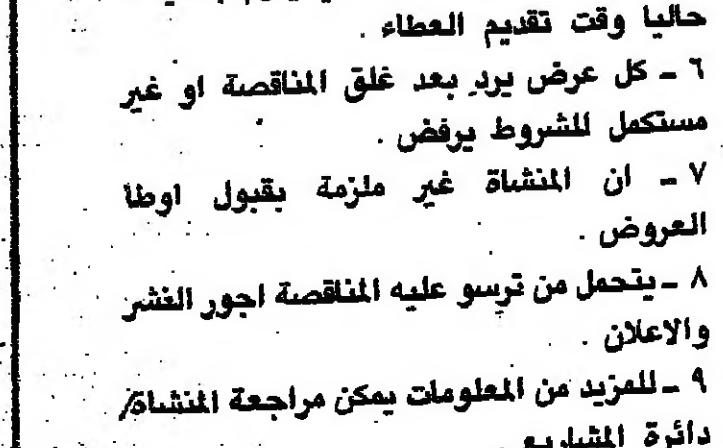 حاليا وقت تقديم العطاء .
٦ ـ كل عرض يرد بعد غلق المناقصة او غير
مستكمل للشروط يرفض .
٧ ـ ان المنشاة غير ملزمة بقبول اوطا
العروض .
٨ ـ يتحمل من ترسو عليه المناقصة اجور النشر
والاعلان .
٩ ـ للمزيد من المعلومات يمكن مراجعة المنشاة/
دائرة المشاريع